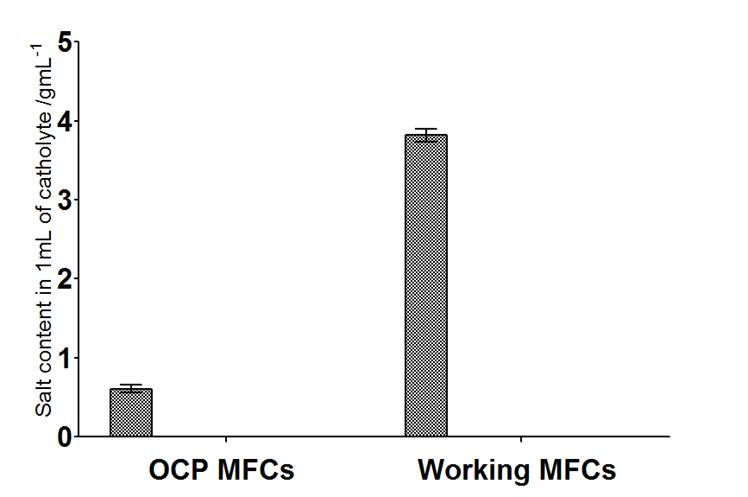 Salt content in 1mL of catholyte /gmL-1
5
4
3
2
1
0
OCP MFCs
Working MFCs